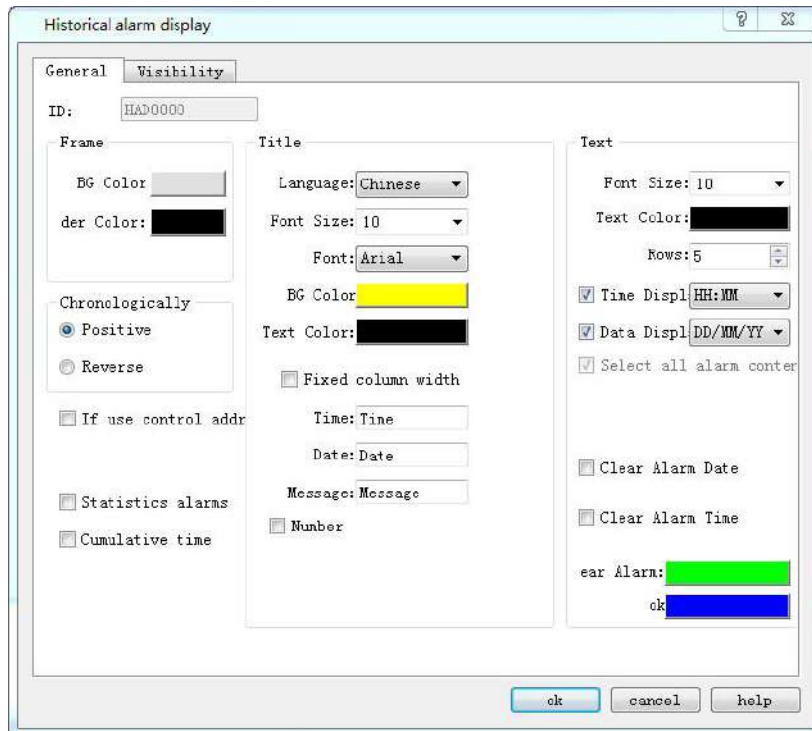 Historical alarm display
General
Visibility
ID:
HAD0000
Frame
BG Color
der Color:
Chronologically
Positive
Reverse
If use control addr
Statistics alarms
Cumulative time
Title
Language: Chinese
Font Size: 10
Font: Arial
BG Color
Text Color:
Fixed column width
Time: Time
Date: Date
Message: Message
Number
Text
Font Size: 10
Text Color:
Rows: 5
Time Displ HH:MM
Data Displ DD/MM/YY
Select all alarm conter
Clear Alarm Date
Clear Alarm Time
ear Alarm:
ok
ok
cancel
help